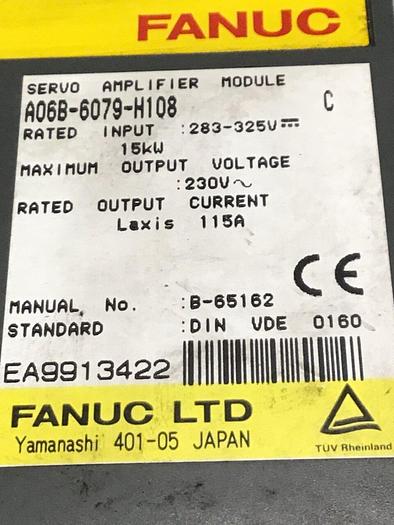 FANUC
SERVO AMPLIFIER MODULE
A06B-6079-H108 C
RATED INPUT :283-325V⎓
15kW
MAXIMUM OUTPUT VOLTAGE
:230V∿
RATED OUTPUT CURRENT
Laxis 115A
CE
MANUAL, No. :B-65162
STANDARD :DIN VDE 0160
EA9913422
FANUC LTD
Yamanashi 401-05 JAPAN
TÜV Rheinland